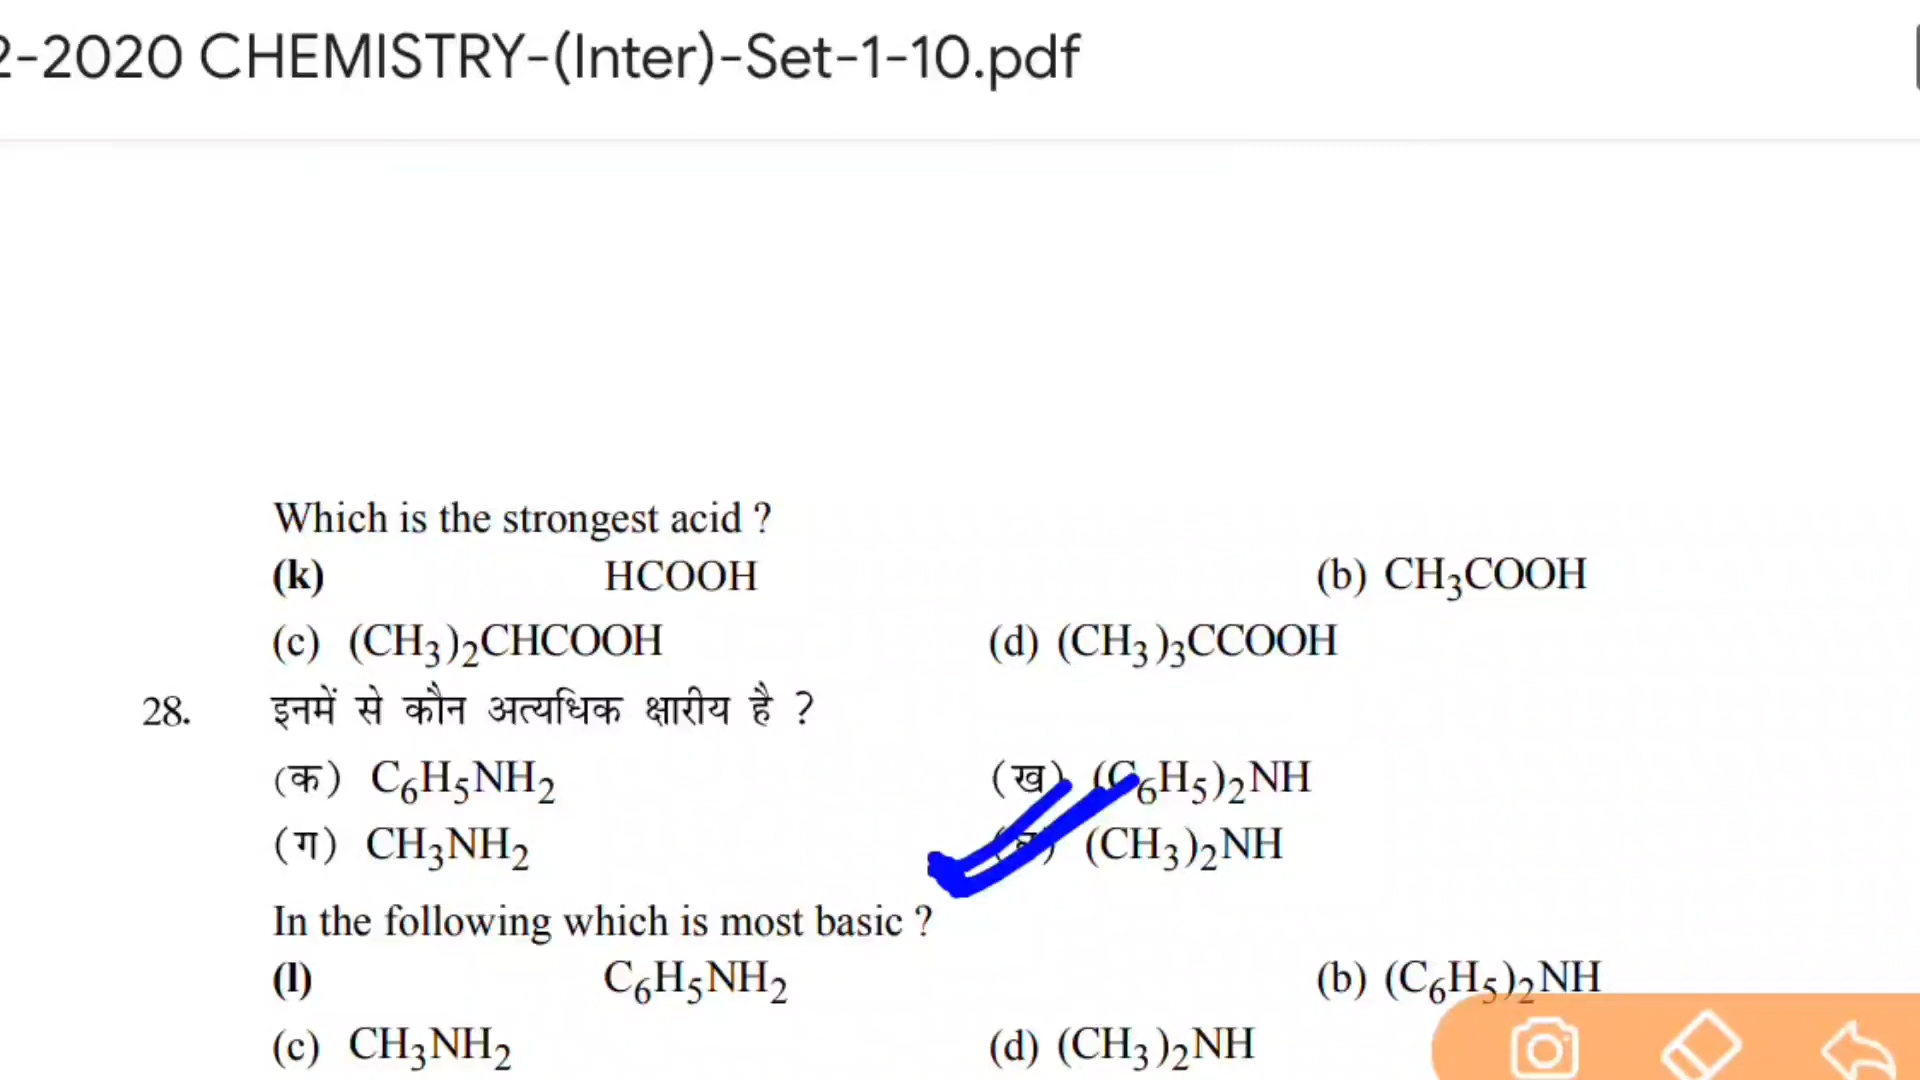 2-2020 CHEMISTRY-(Inter)-Set-1-10.pdf
Which is the strongest acid ?
(k) HCOOH (b) CH₃COOH
(c) (CH₃)₂CHCOOH (d) (CH₃)₃CCOOH
28. इनमें से कौन अत्यधिक क्षारीय है ?
(क) C₆H₅NH₂ (ख) (C₆H₅)₂NH
(ग) CH₃NH₂ (CH₃)₂NH
In the following which is most basic ?
(l) C₆H₅NH₂ (b) (C₆H₅)₂NH
(c) CH₃NH₂ (d) (CH₃)₂NH